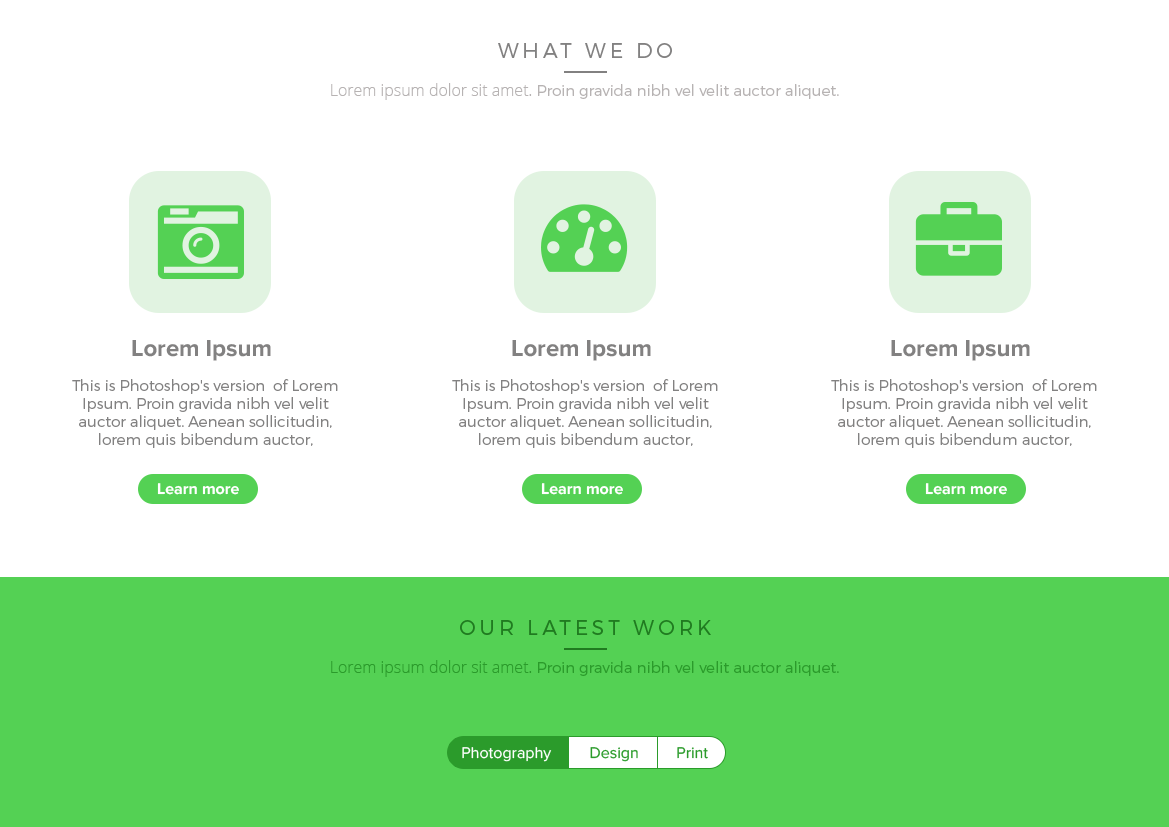 WHAT WE DO
Lorem ipsum dolor sit amet. Proin gravida nibh vel velit auctor aliquet.
Lorem Ipsum
This is Photoshop's version  of Lorem
Ipsum. Proin gravida nibh vel velit
auctor aliquet. Aenean sollicitudin,
lorem quis bibendum auctor,
Learn more
Lorem Ipsum
This is Photoshop's version  of Lorem
Ipsum. Proin gravida nibh vel velit
auctor aliquet. Aenean sollicitudin,
lorem quis bibendum auctor,
Learn more
Lorem Ipsum
This is Photoshop's version  of Lorem
Ipsum. Proin gravida nibh vel velit
auctor aliquet. Aenean sollicitudin,
lorem quis bibendum auctor,
Learn more
OUR LATEST WORK
Lorem ipsum dolor sit amet. Proin gravida nibh vel velit auctor aliquet.
Photography Design Print